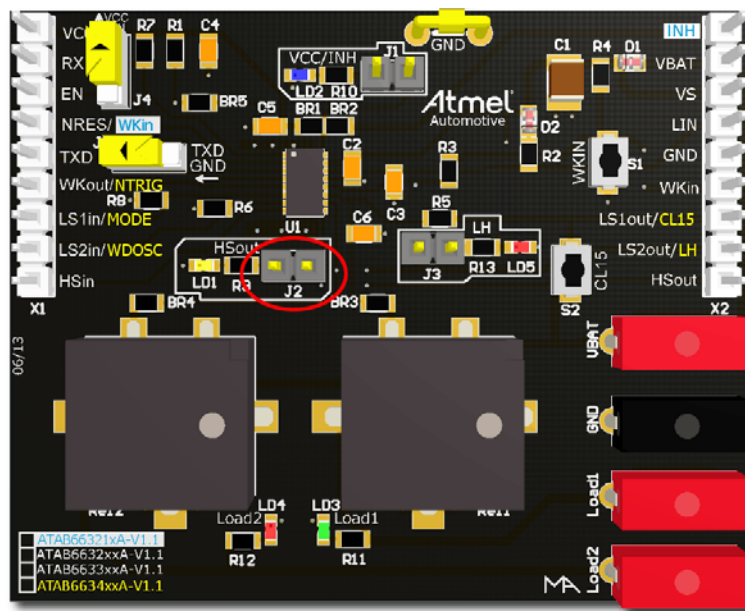 VCC
R7
R1
C4
RX
J4
EN
BR5
NRES/WKin
TXD
TXD
GND
WKout/NTRIG
R8
R6
LS1in/MODE
LS2in/WDOSC
HSin
X1
VCC/INH
J1
LD2
R10
GND
C5
BR1
BR2
Atmel
Automotive
C1
R4
D1
D2
R2
C2
R3
C3
R5
U1
C6
WKIN
S1
INH
VBAT
VS
LIN
GND
WKin
LS1out/CL15
LS2out/LH
HSout
X2
HSout
LD1
R9
J2
LH
J3
R13
LD5
CL15
S2
BR4
BR3
06/13
Rel2
Rel1
VBAT
GND
Load1
Load2
Load2
LD4
LD3
Load1
R12
R11
ATAB66321xA-V1.1
ATAB6632xxA-V1.1
ATAB6633xxA-V1.1
ATAB6634xxA-V1.1